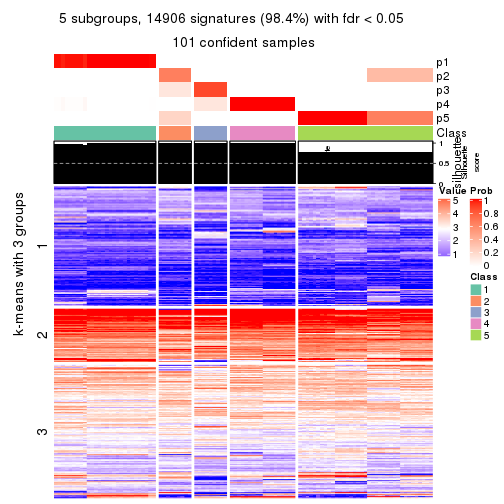 5 subgroups, 14906 signatures (98.4%) with fdr < 0.05
101 confident samples
p1
p2
p3
p4
p5
Class
1
0.5
0
silhouette
Silhouette
score
k-means with 3 groups
1
2
3
Value
5
4
3
2
1
Prob
1
0.8
0.6
0.4
0.2
0
Class
1
2
3
4
5